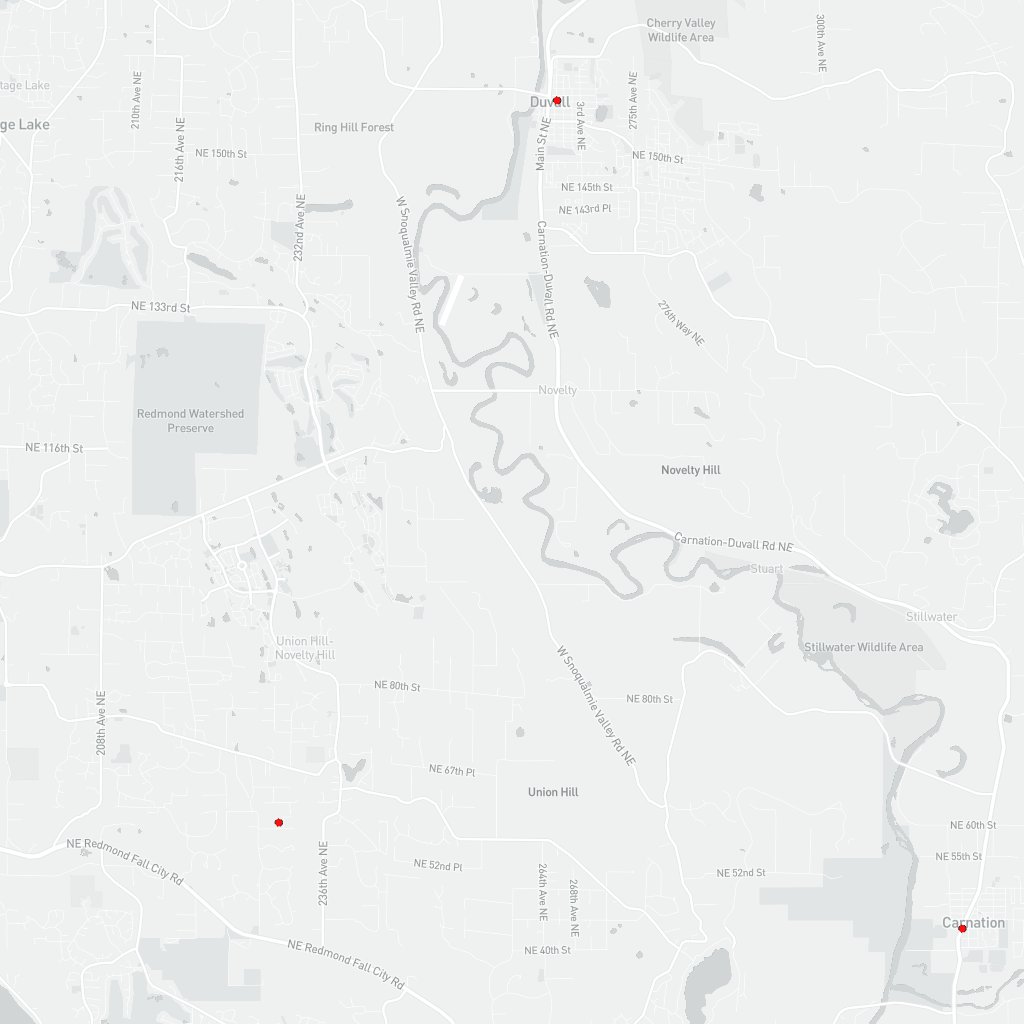 Cherry Valley
Wildlife Area
300th Ave NE
tage Lake
210th Ave NE
275th Ave NE
Duvall
3rd Ave NE
ge Lake
Ring Hill Forest
Main St NE
216th Ave NE
NE 150th St
NE 150th St
NE 145th St
NE 143rd Pl
232nd Ave NE
W Snoqualmie Valley Rd NE
Carnation-Duvall Rd NE
NE 133rd St
276th Way NE
Novelty
Redmond Watershed
Preserve
NE 116th St
Novelty Hill
Carnation-Duvall Rd NE
Stuart
Stillwater
Union Hill-
Novelty Hill
Stillwater Wildlife Area
W Snoqualmie Valley Rd NE
NE 80th St
NE 80th St
208th Ave NE
NE 67th Pl
Union Hill
NE 60th St
NE Redmond Fall City Rd
236th Ave NE
NE 52nd Pl
NE 52nd St
NE 55th St
264th Ave NE
268th Ave NE
Carnation
NE 40th St
NE Redmond Fall City Rd